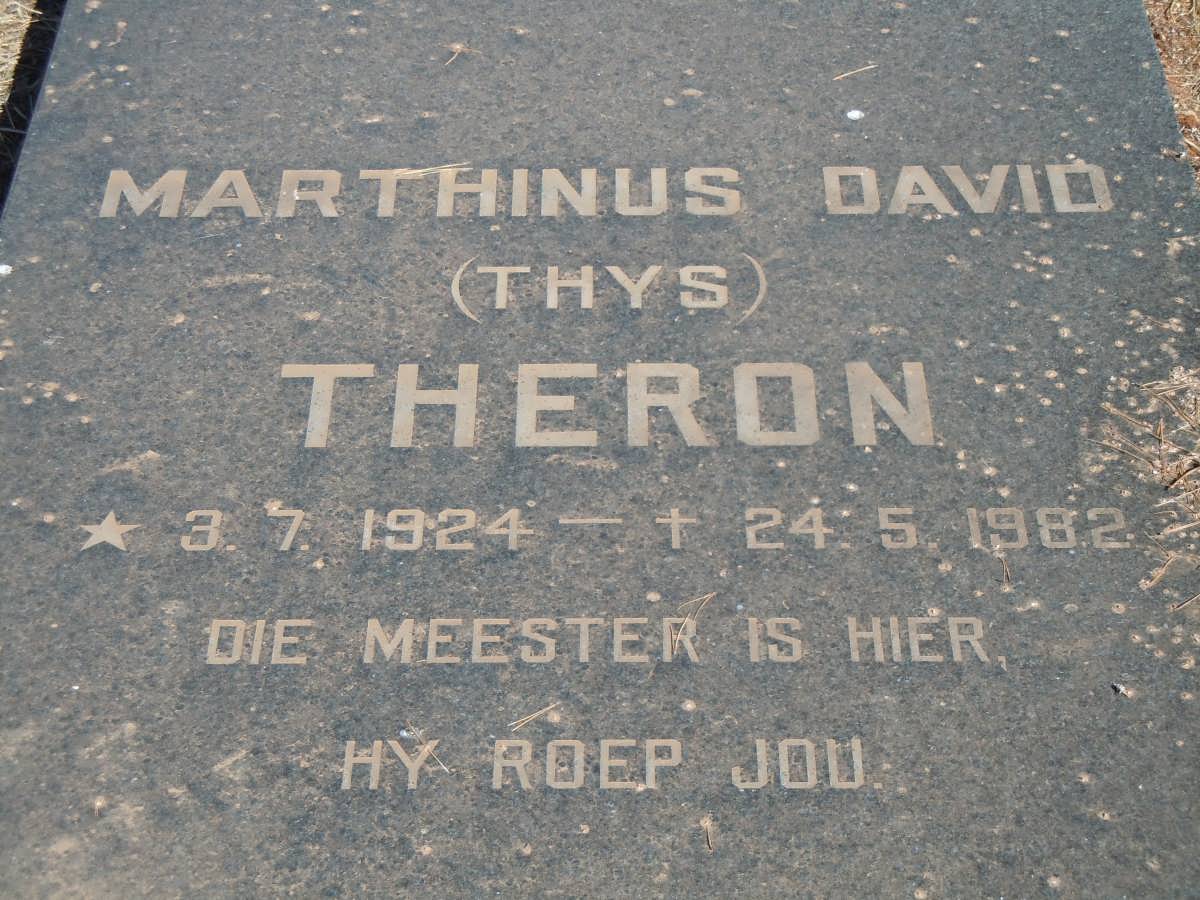 MARTHINUS DAVID
(THYS)
THERON
★ 3. 7. 1924 — † 24. 5. 1982.
DIE MEESTER IS HIER,
HY ROEP JOU.